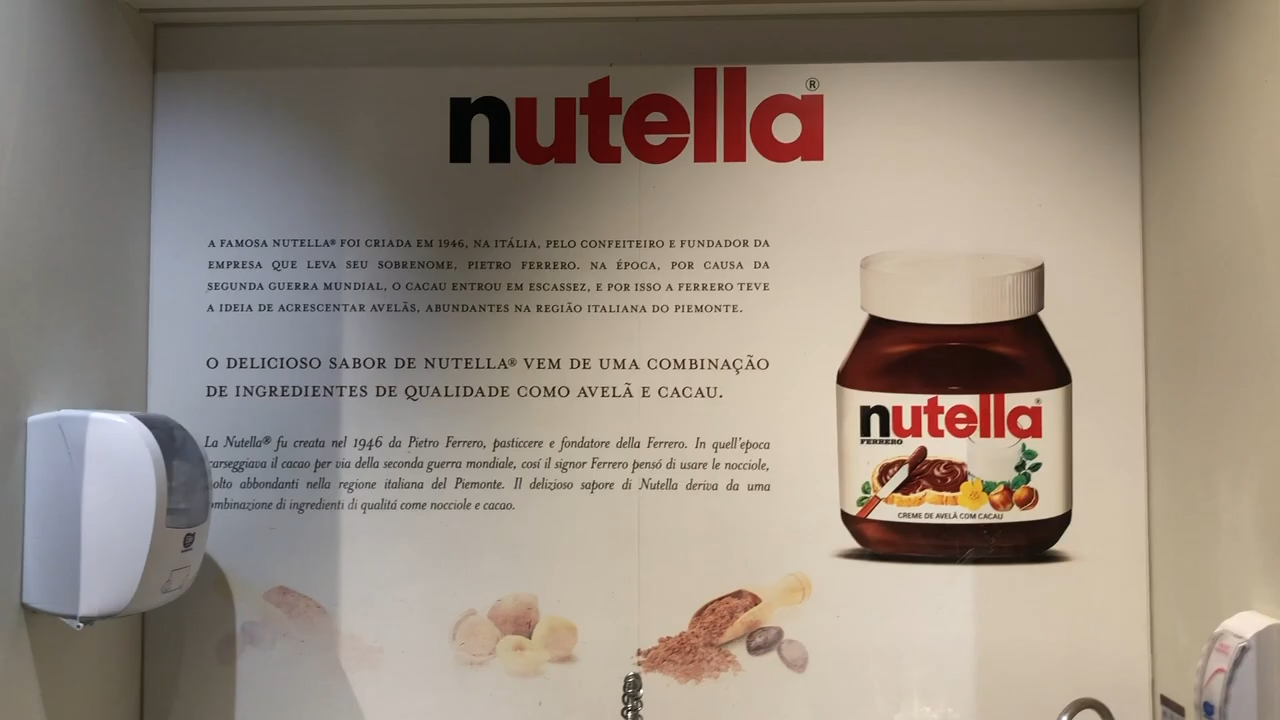 nutella®
A FAMOSA NUTELLA® FOI CRIADA EM 1946, NA ITÁLIA, PELO CONFEITEIRO E FUNDADOR DA
EMPRESA QUE LEVA SEU SOBRENOME, PIETRO FERRERO. NA ÉPOCA, POR CAUSA DA
SEGUNDA GUERRA MUNDIAL, O CACAU ENTROU EM ESCASSEZ, E POR ISSO A FERRERO TEVE
A IDEIA DE ACRESCENTAR AVELÃS, ABUNDANTES NA REGIÃO ITALIANA DO PIEMONTE.
O DELICIOSO SABOR DE NUTELLA® VEM DE UMA COMBINAÇÃO
DE INGREDIENTES DE QUALIDADE COMO AVELÃ E CACAU.
La Nutella® fu creata nel 1946 da Pietro Ferrero, pasticcere e fondatore della Ferrero. In quell'epoca
il cacao per via della seconda guerra mondiale, cosí il signor Ferrero pensó di usare le nocciole,
abbondanti nella regione italiana del Piemonte. Il delizioso sapore di Nutella deriva da una
di ingredienti di qualitá come nocciole e cacao.
nutella®
FERRERO
CREME DE AVELÃ COM CACAU